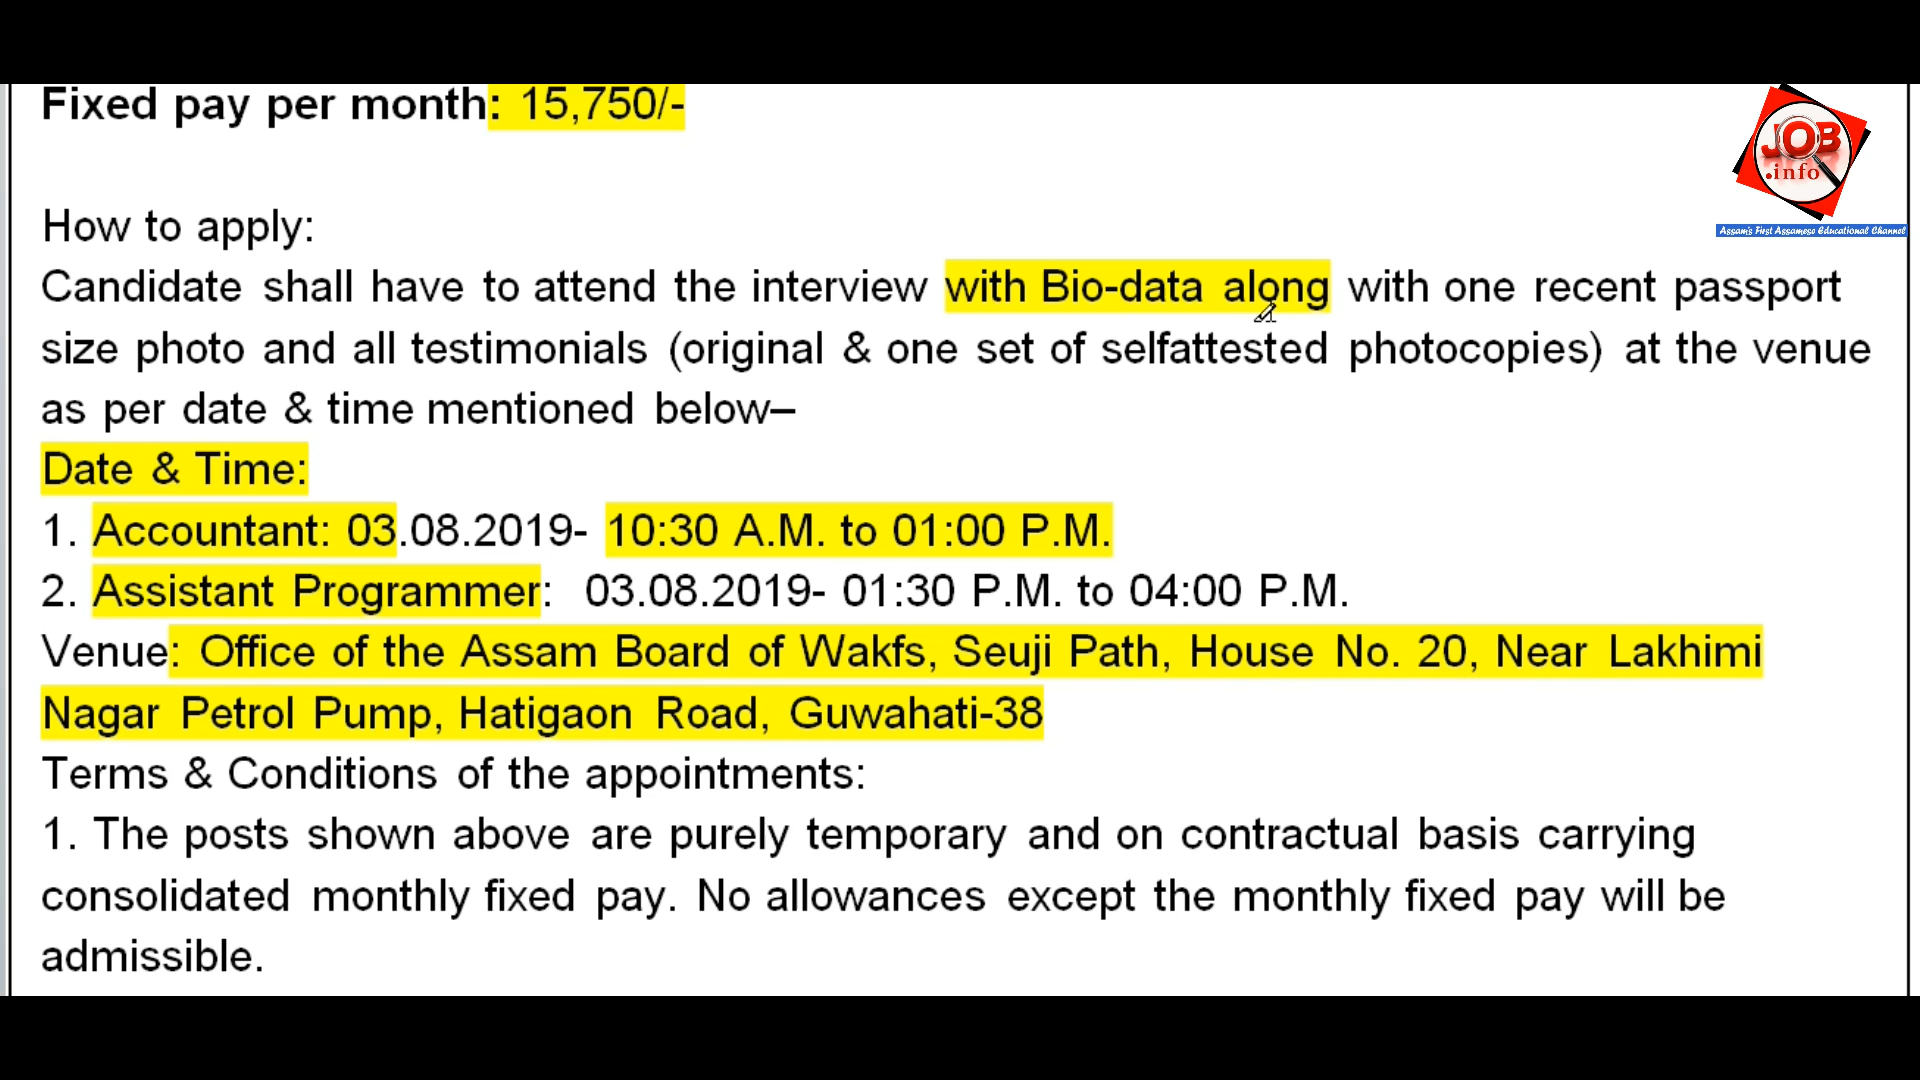 Fixed pay per month: 15,750/-
JOB
.info
Assam's First Assamese Educational Channel
How to apply:
Candidate shall have to attend the interview with Bio-data along with one recent passport
size photo and all testimonials (original & one set of selfattested photocopies) at the venue
as per date & time mentioned below–
Date & Time:
1. Accountant: 03.08.2019- 10:30 A.M. to 01:00 P.M.
2. Assistant Programmer: 03.08.2019- 01:30 P.M. to 04:00 P.M.
Venue: Office of the Assam Board of Wakfs, Seuji Path, House No. 20, Near Lakhimi
Nagar Petrol Pump, Hatigaon Road, Guwahati-38
Terms & Conditions of the appointments:
1. The posts shown above are purely temporary and on contractual basis carrying
consolidated monthly fixed pay. No allowances except the monthly fixed pay will be
admissible.